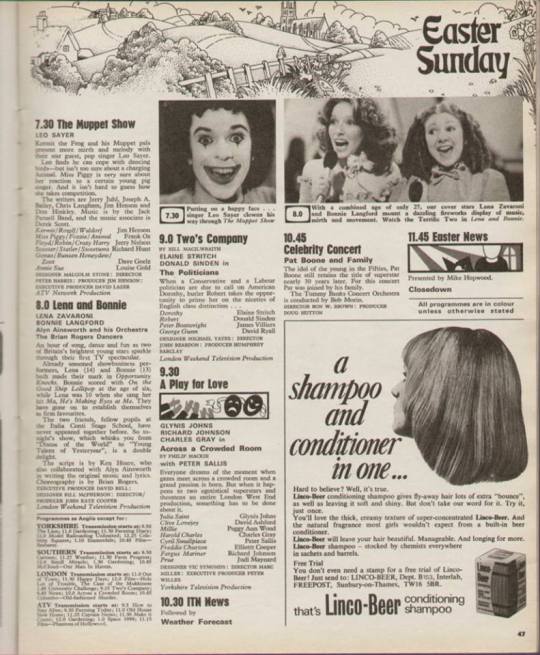 Easter
Sunday
7.30 The Muppet Show
LEO SAYER
Kermit the Frog and his Muppet pals
present more mirth and melody with
their star guest, pop singer Leo Sayer.
Leo finds he can cope with dancing
birds—but isn't too sure about a charging
Animal. Miss Piggy is very sure about
her reaction to a certain young pig
singer. And it isn't hard to guess how
she takes competition.
The writers are Jerry Juhl, Joseph A.
Bailey, Chris Langham, Jim Henson and
Don Hinkley. Music is by the Jack
Parnell Band, and the music associate is
Derek Scott.
Kermit/Rowlf/Waldorf Jim Henson
Miss Piggy/Fozzie/Animal Frank Oz
Floyd/Robin/Crazy Harry Jerry Nelson
Scooter/Statler/Sweetums Richard Hunt
Gonzo/Bunsen Honeydew/
Zoot Dave Goelz
Annie Sue Louise Gold
DESIGNER MALCOLM STONE: DIRECTOR
PETER HARRIS: PRODUCER JIM HENSON:
EXECUTIVE PRODUCER DAVID LAZER
ATV Network Production
8.0 Lena and Bonnie
LENA ZAVARONI
BONNIE LANGFORD
Alyn Ainsworth and his Orchestra
The Brian Rogers Dancers
An hour of song, dance and fun as two
of Britain's brightest young stars sparkle
through their first TV spectacular.
Already seasoned showbusiness per-
formers, Lena (14) and Bonnie (13)
both made their mark in Opportunity
Knocks. Bonnie scored with On the
Good Ship Lollipop at the age of six,
while Lena was 10 when she sang her
Ma, He's Making Eyes at Me. They
have gone on to establish themselves
as firm favourites.
The two friends, fellow pupils at
the Italia Conti Stage School, have
never appeared together before. So to-
night's show, which whisks you from
"Dance of the World" to "Young
Talent of Yesteryear", is a double
delight.
The script is by Ken Hoare, who
also collaborated with Alyn Ainsworth
in writing the original music and lyrics.
Choreography is by Brian Rogers.
EXECUTIVE PRODUCER DAVID BELL:
DESIGNER BILL McPHERSON: DIRECTOR/
PRODUCER JOHN KAYE COOPER
London Weekend Television Production
Programmes as Anglia except for:
YORKSHIRE
SOUTHERN
LONDON
ATV
7.30 Putting on a happy face . . .
singer Leo Sayer clowns his
way through The Muppet Show
8.0 With a combined age of only 27, our cover stars Lena Zavaroni
and Bonnie Langford mount a dazzling fireworks display of music,
mirth and movement. Watch the Terrific Two in Lena and Bonnie.
9.0 Two's Company
BY BILL MACILWRAITH
ELAINE STRITCH
DONALD SINDEN in
The Politicians
When a Conservative and a Labour
politician are due to call on American
Dorothy, butler Robert takes the oppor-
tunity to prime her on the niceties of
English class distinction . . .
Dorothy Elaine Stritch
Robert Donald Sinden
Peter Boatwright James Villiers
George Gunn David Ryall
DESIGNER MICHAEL YATES: DIRECTOR
JOHN REARDON: PRODUCER HUMPHREY
BARCLAY
London Weekend Television Production
9.30
A Play for Love
GLYNIS JOHNS
RICHARD JOHNSON
CHARLES GRAY in
Across a Crowded Room
BY PHILIP MACKIE
with PETER SALLIS
Everyone dreams of the moment when
eyes meet across a crowded room and a
grand passion is born. But when it hap-
pens to two egotistical superstars and
threatens an entire London West End
production, something has to be done
about it.
Julia Saint Glynis Johns
Clive Lovejoy David Ashford
Millie Peggy Ann Wood
Harold Charles Charles Gray
Cyril Smallpiece Peter Sallis
Freddie Charlton Elliott Cooper
Fergus Mortimer Richard Johnson
Prue Judi Maynard
DESIGNER VIC SYMONDS: DIRECTOR MARC
MILLER: EXECUTIVE PRODUCER PETER
WILLES
Yorkshire Television Production
10.30 ITN News
Followed by
Weather Forecast
10.45
Celebrity Concert
Pat Boone and Family
The idol of the young in the Fifties, Pat
Boone still retains the title of superstar
nearly 20 years later. For this concert
Pat was joined by his family.
The Tommy Banks Concert Orchestra
is conducted by Bob Morin.
DIRECTOR RON W. BROWN: PRODUCER
DOUG HUTTON
11.45 Easter News
Presented by Mike Hopwood.
Closedown
All programmes are in colour
unless otherwise stated
a
shampoo
and
conditioner
in one...
Hard to believe? Well, it's true.
Linco-Beer conditioning shampoo gives fly-away hair lots of extra "bounce",
as well as leaving it soft and shiny. But don't take our word for it. Try it,
just once.
You'll love the thick, creamy texture of super-concentrated Linco-Beer. And
the natural fragrance most girls wouldn't expect from a built-in beer
conditioner.
Linco-Beer will leave your hair beautiful. Manageable. And longing for more.
Linco-Beer shampoo – stocked by chemists everywhere
in sachets and barrels.
Free Trial
You don't even need a stamp for a free trial of Linco-
Beer! Just send to: LINCO-BEER, Dept. Interlab,
FREEPOST, Sunbury-on-Thames, TW16 5BR.
that's Linco-Beer conditioning
shampoo
Linco-Beer
47